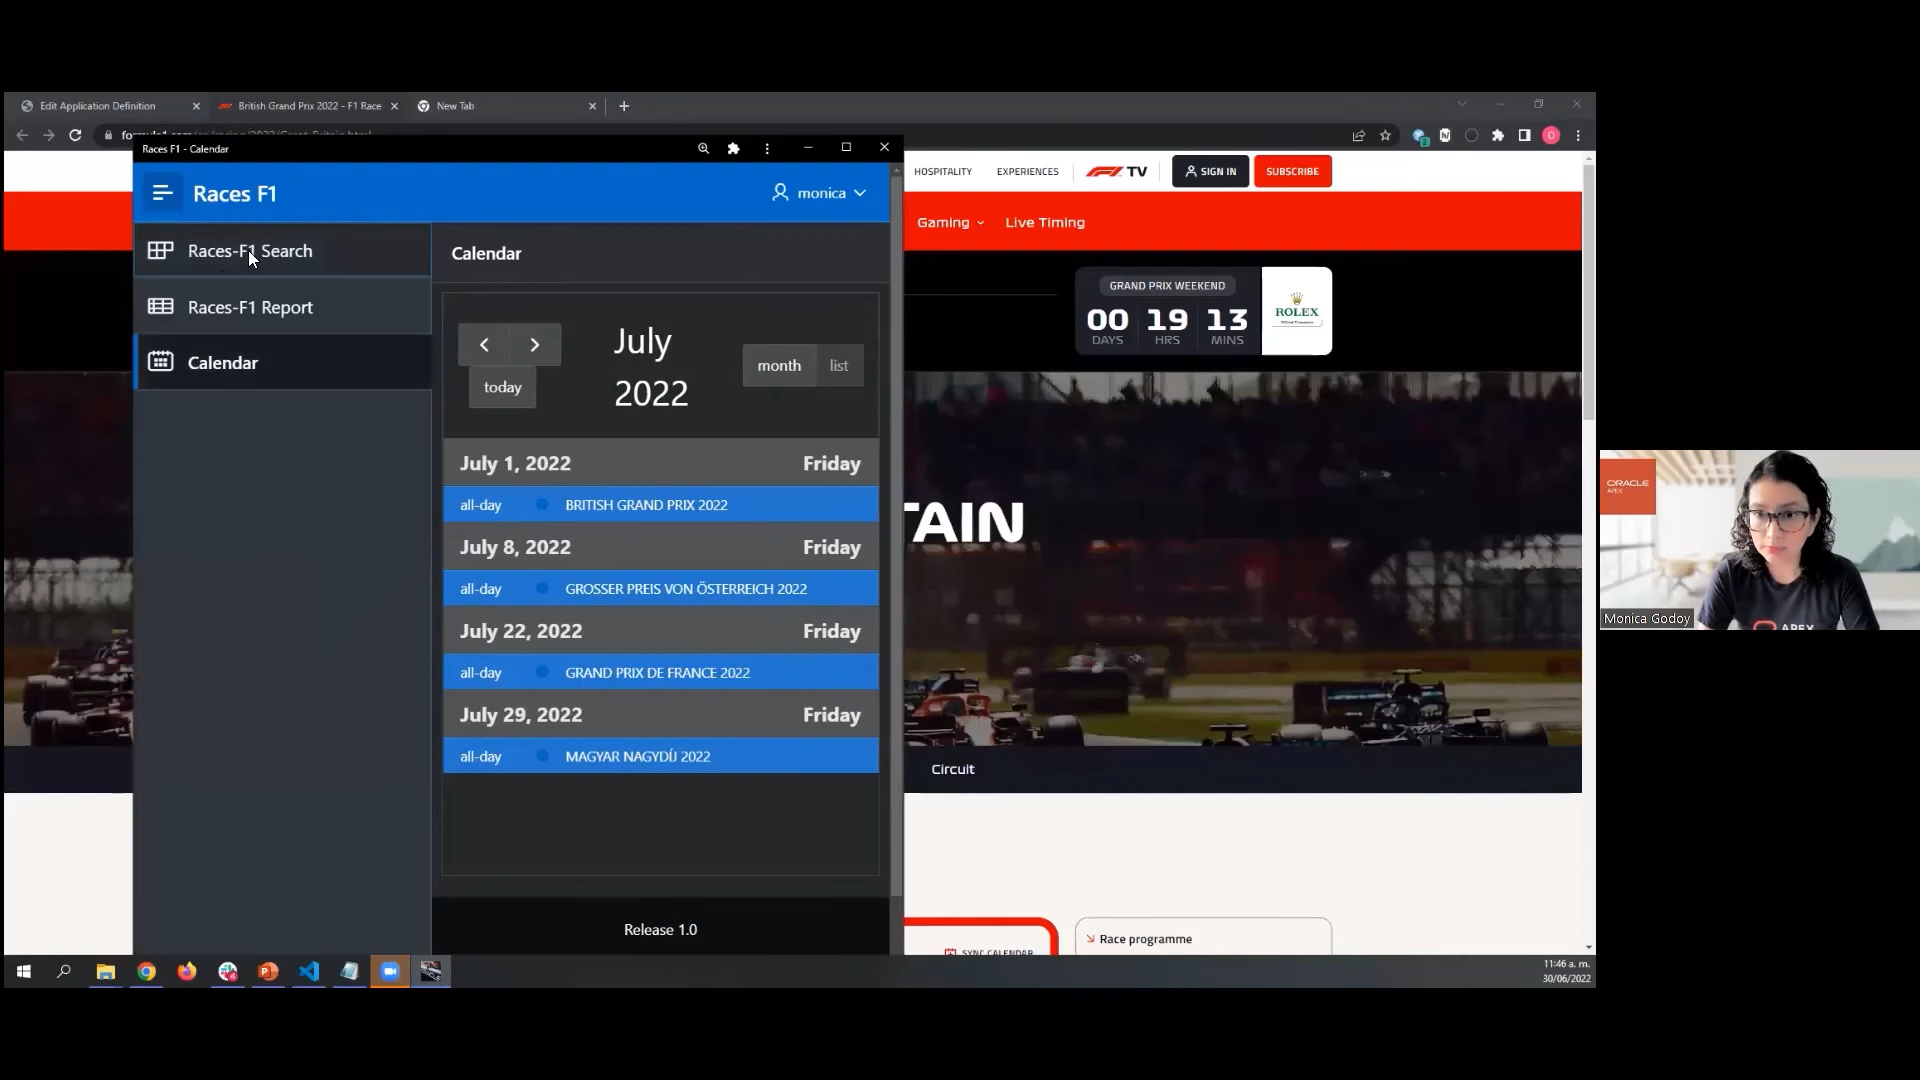 Edit Application Definition
British Grand Prix 2022 - F1 Race
New Tab
Races F1 - Calendar
HOSPITALITY
EXPERIENCES
TV
SIGN IN
SUBSCRIBE
Races F1
monica
Gaming
Live Timing
Races-F1 Search
Calendar
GRAND PRIX WEEKEND
00
19
13
DAYS
HRS
MINS
ROLEX
Races-F1 Report
July
2022
month
list
today
Calendar
July 1, 2022
Friday
all-day
BRITISH GRAND PRIX 2022
TAIN
July 8, 2022
Friday
all-day
GROSSER PREIS VON ÖSTERREICH 2022
July 22, 2022
Friday
all-day
GRAND PRIX DE FRANCE 2022
July 29, 2022
Friday
all-day
MAGYAR NAGYDÍJ 2022
Circuit
Release 1.0
SYNC CALENDAR
Race programme
11:46 a. m.
30/06/2022
ORACLE
APEX
APEX
Monica Godoy